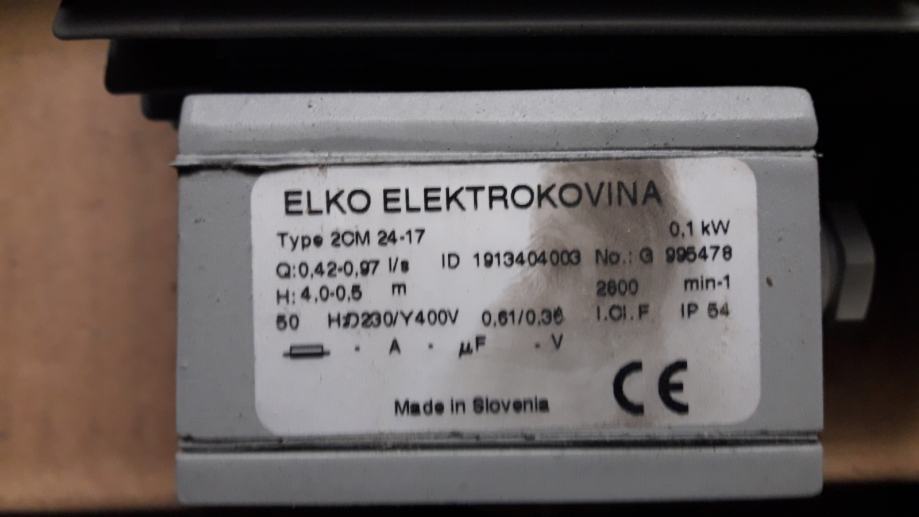 ELKO ELEKTROKOVINA
Type 2CM 24-17 0,1 kW
Q:0,42-0,97 l/s ID 1913404003 No.: G 995478
H: 4,0-0,5 m 2800 min-1
50 Hz D230/Y400V 0,61/0,36 I.Cl.F IP 54
- A - µF - V
CE
Made in Slovenia